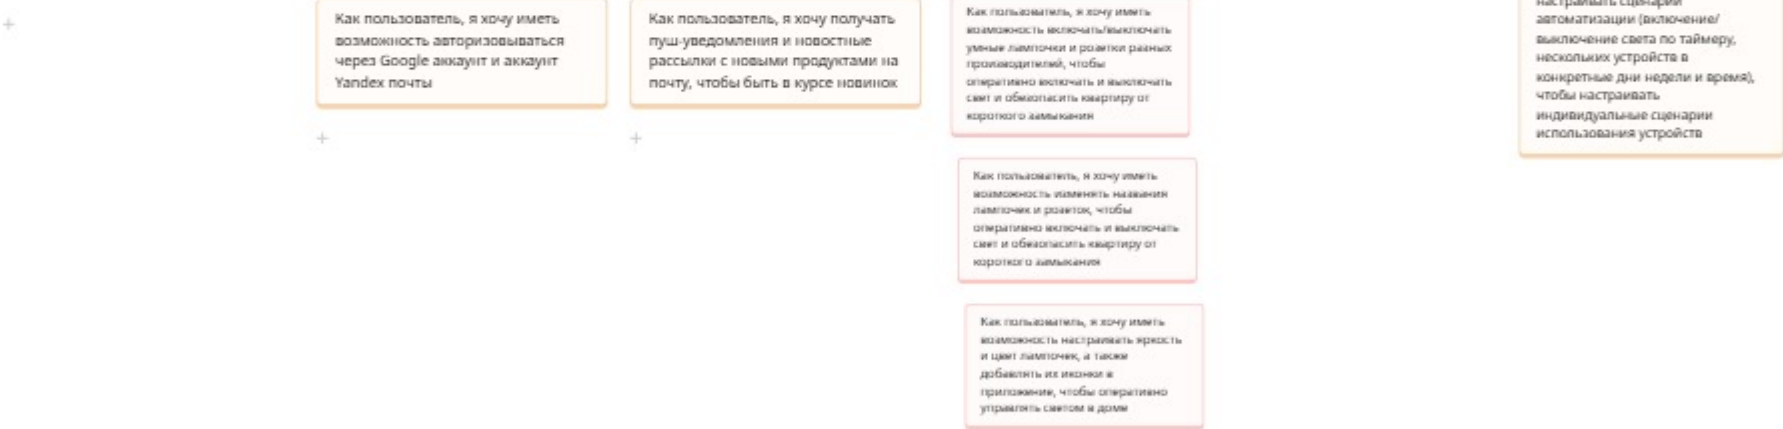 Как пользователь, я хочу иметь
возможность авторизовываться
через Google аккаунт и аккаунт
Yandex почты
Как пользователь, я хочу получать
пуш-уведомления и новостные
рассылки с новыми продуктами на
почту, чтобы быть в курсе новинок
Как пользователь, я хочу иметь
возможность включать/выключать
умные лампочки и розетки разных
производителей, чтобы
оперативно включать и выключать
свет и обезопасить квартиру от
короткого замыкания
Как пользователь, я хочу иметь
возможность изменять названия
лампочек и розеток, чтобы
оперативно включать и выключать
свет и обезопасить квартиру от
короткого замыкания
Как пользователь, я хочу иметь
возможность настраивать яркость
и цвет лампочек, а также
добавлять их иконки в
приложение, чтобы оперативно
управлять светом в доме
настраивать сценарии
автоматизации (включение/
выключение света по таймеру,
нескольких устройств в
конкретные дни недели и время),
чтобы настраивать
индивидуальные сценарии
использования устройств